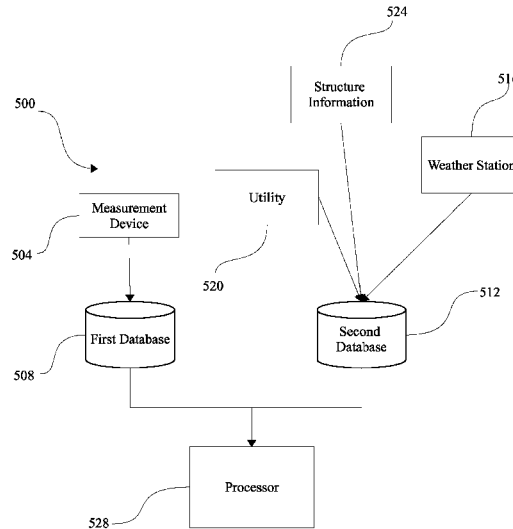 524
Structure
Information
500
Weather Station
Measurement
Device
Utility
504
520
512
First Database
Second
Database
508
Processor
528